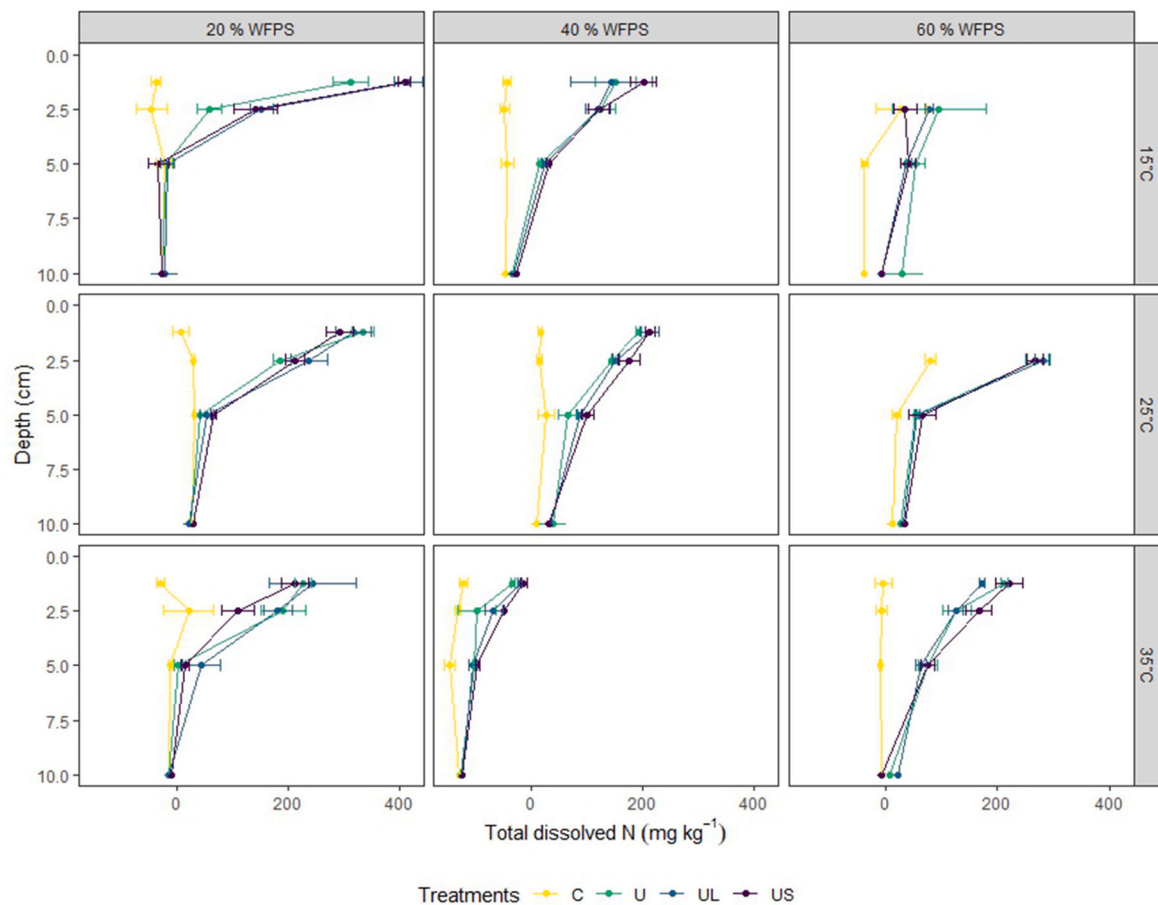 20 % WFPS 40 % WFPS 60 % WFPS
0.0
2.5
5.0
7.5
10.0
15°C
0.0
2.5
5.0
7.5
10.0
25°C
Depth (cm)
0.0
2.5
5.0
7.5
10.0
35°C
0 200 400 0 200 400 0 200 400
Total dissolved N (mg kg⁻¹)
Treatments C U UL US